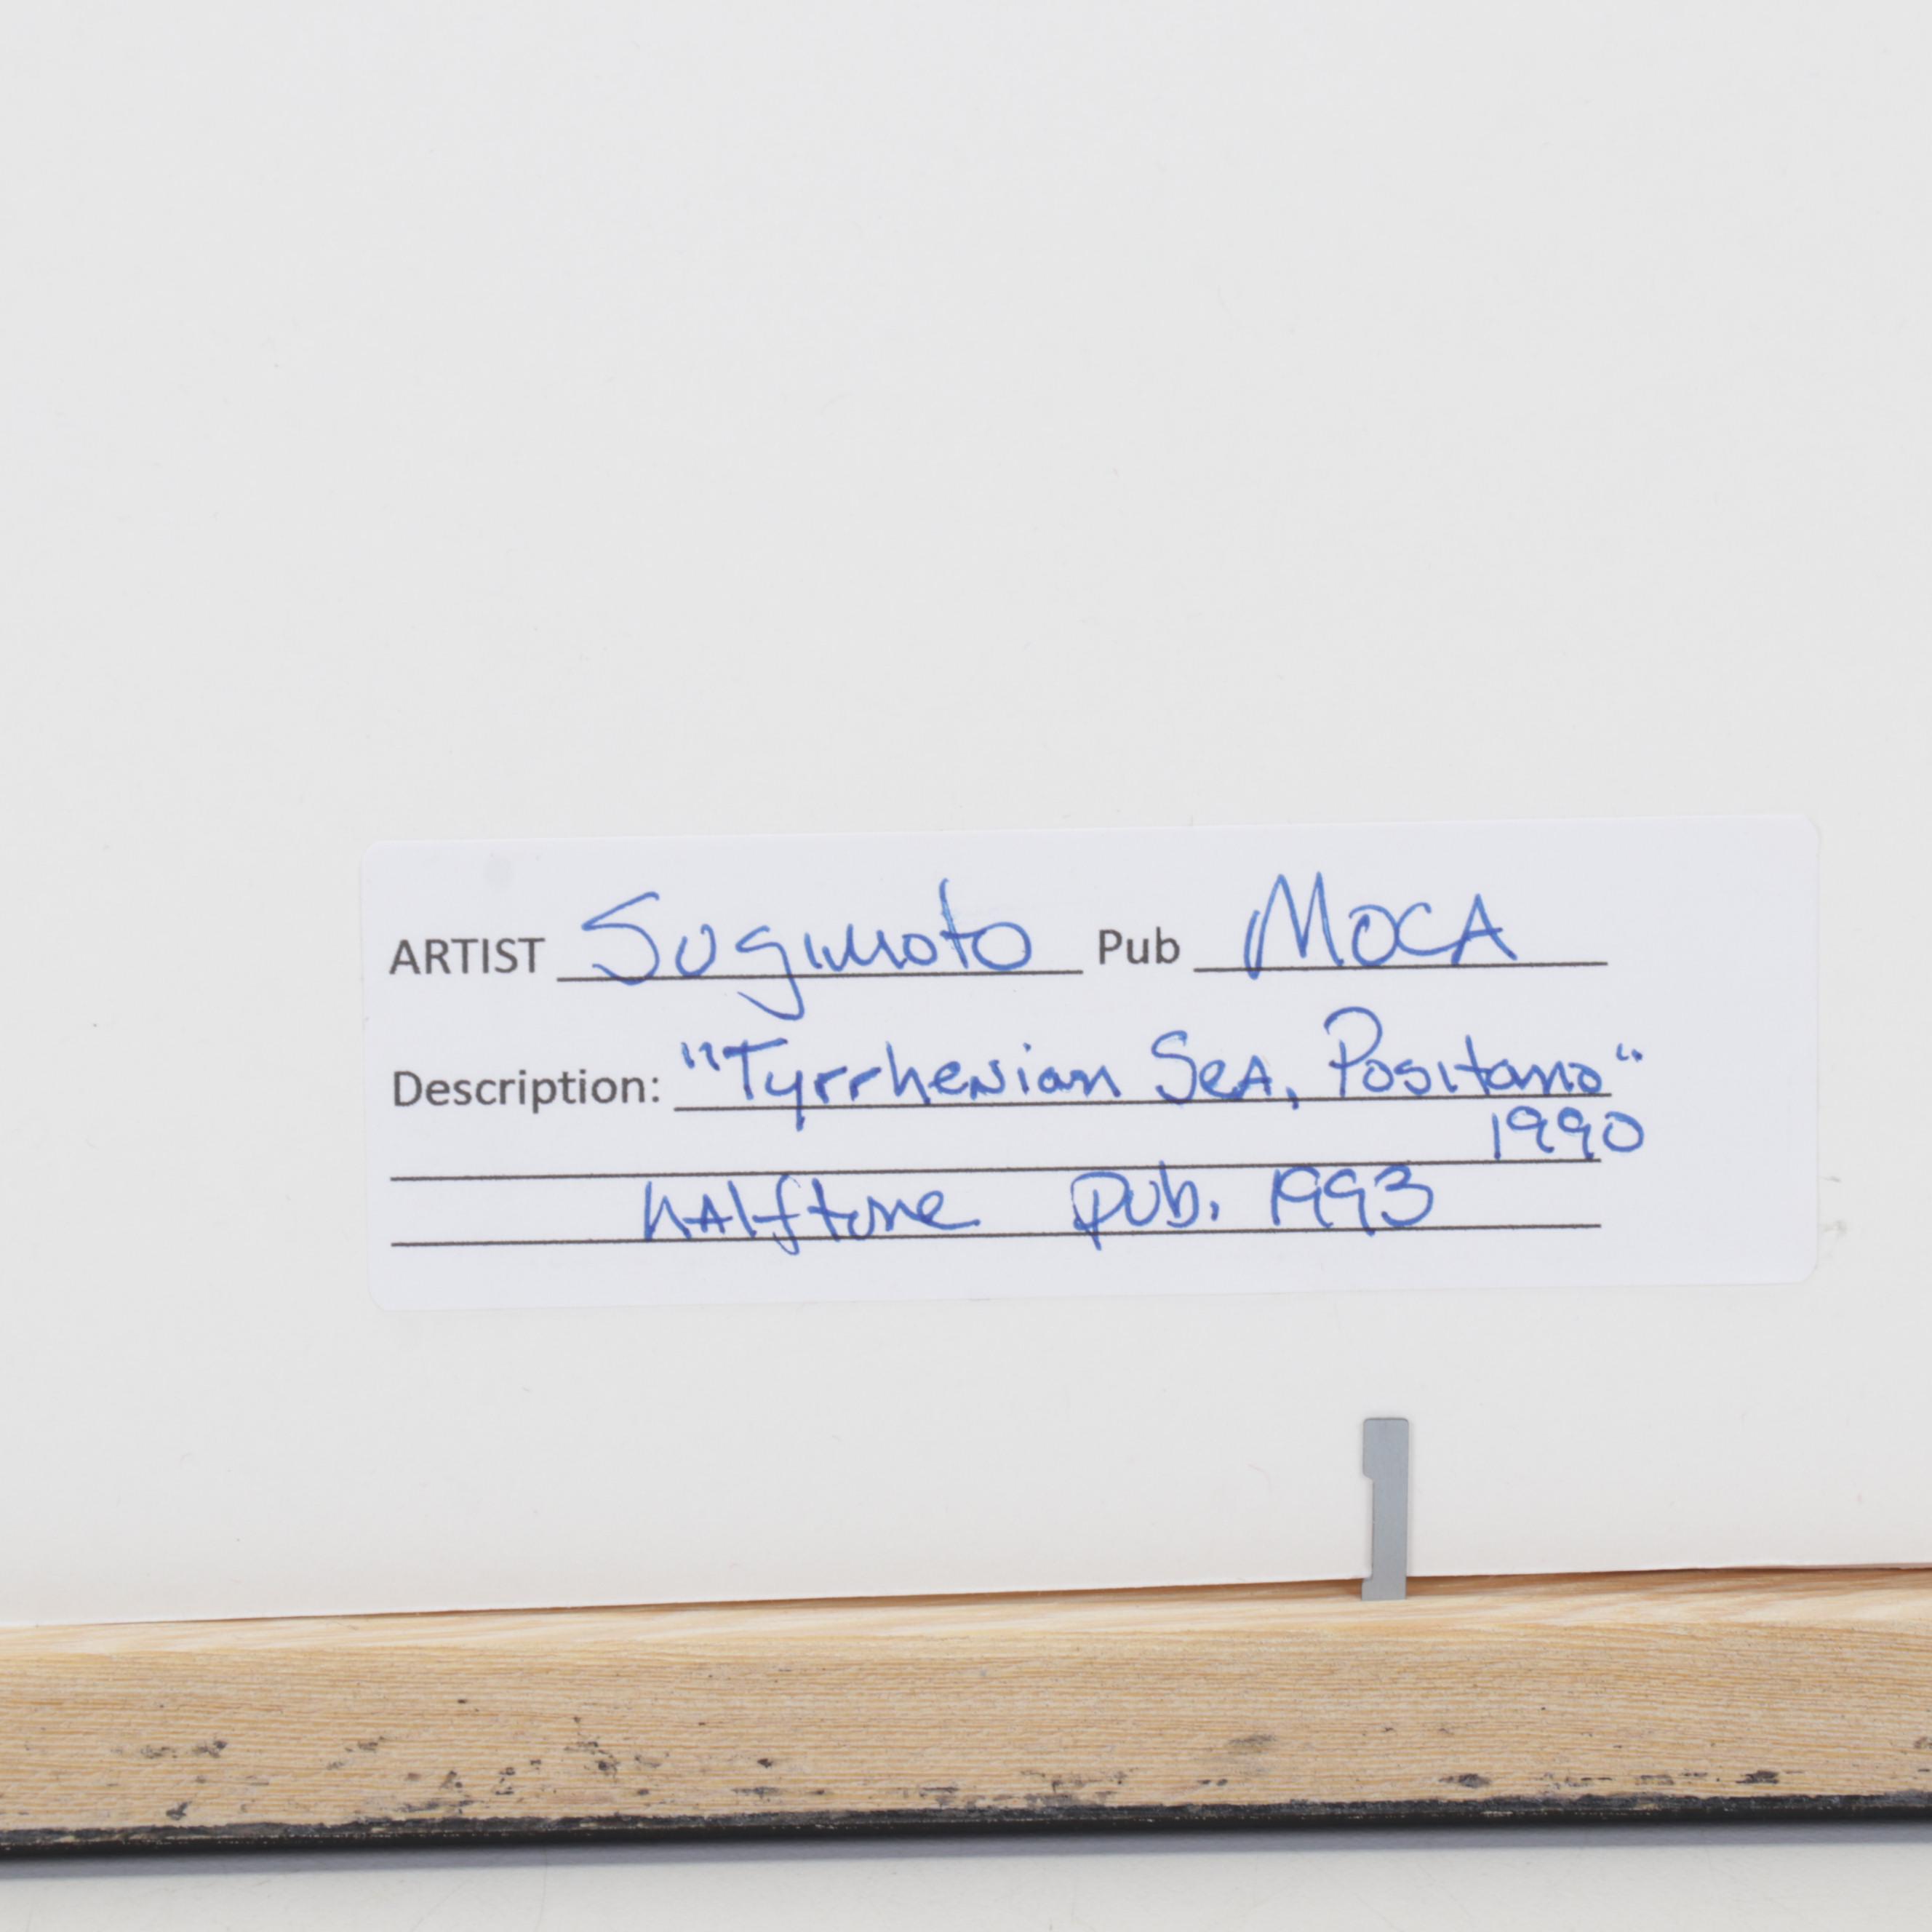 ARTIST Sugimoto Pub MOCA
Description: "Tyrrhenian Sea, Positano"
1990
halftone pub. 1993